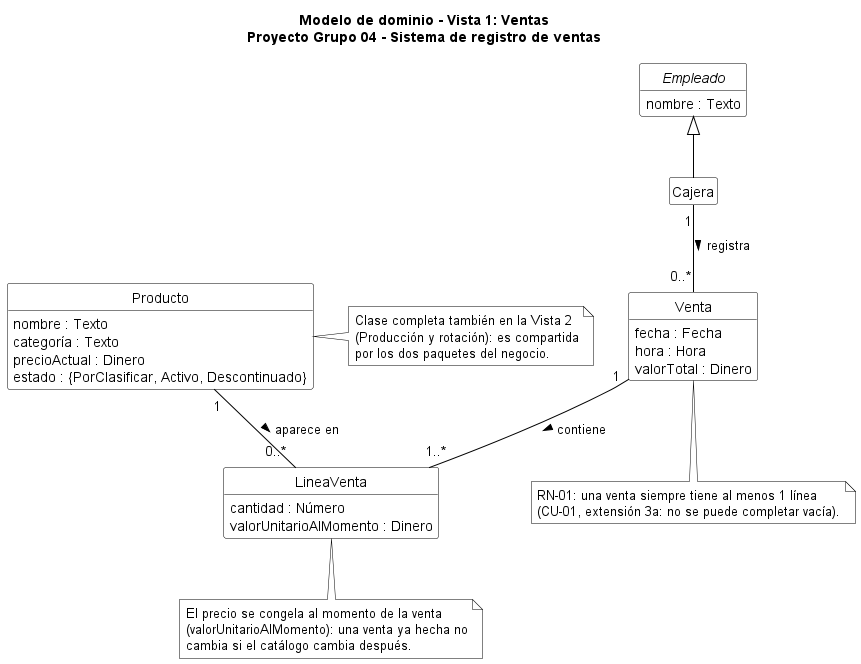 Modelo de dominio - Vista 1: Ventas
Proyecto Grupo 04 - Sistema de registro de ventas
Empleado
nombre : Texto
Cajera
1
registra
0..*
Producto
nombre : Texto
categoría : Texto
precioActual : Dinero
estado : {PorClasificar, Activo, Descontinuado}
Clase completa también en la Vista 2
(Producción y rotación): es compartida
por los dos paquetes del negocio.
Venta
fecha : Fecha
hora : Hora
valorTotal : Dinero
1
aparece en
0..*
1
contiene
1..*
LineaVenta
cantidad : Número
valorUnitarioAlMomento : Dinero
RN-01: una venta siempre tiene al menos 1 línea
(CU-01, extensión 3a: no se puede completar vacía).
El precio se congela al momento de la venta
(valorUnitarioAlMomento): una venta ya hecha no
cambia si el catálogo cambia después.